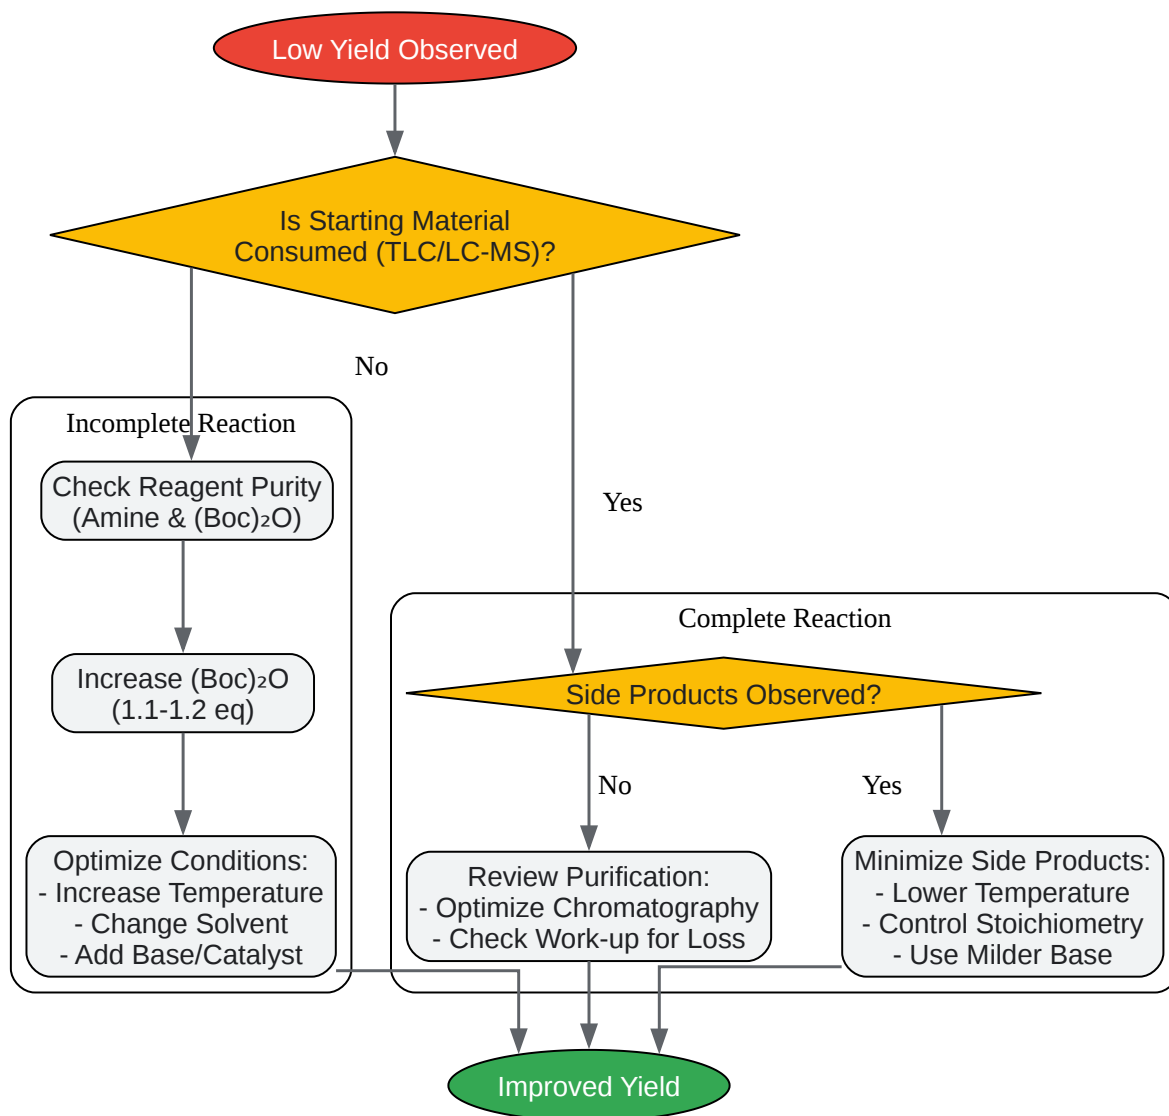 Low Yield Observed
Is Starting Material
Consumed (TLC/LC-MS)?
No
Incomplete Reaction
Check Reagent Purity
(Amine & (Boc)₂O)
Yes
Complete Reaction
Increase (Boc)₂O
(1.1-1.2 eq)
Side Products Observed?
No
Yes
Optimize Conditions:
- Increase Temperature
- Change Solvent
- Add Base/Catalyst
Review Purification:
- Optimize Chromatography
- Check Work-up for Loss
Minimize Side Products:
- Lower Temperature
- Control Stoichiometry
- Use Milder Base
Improved Yield